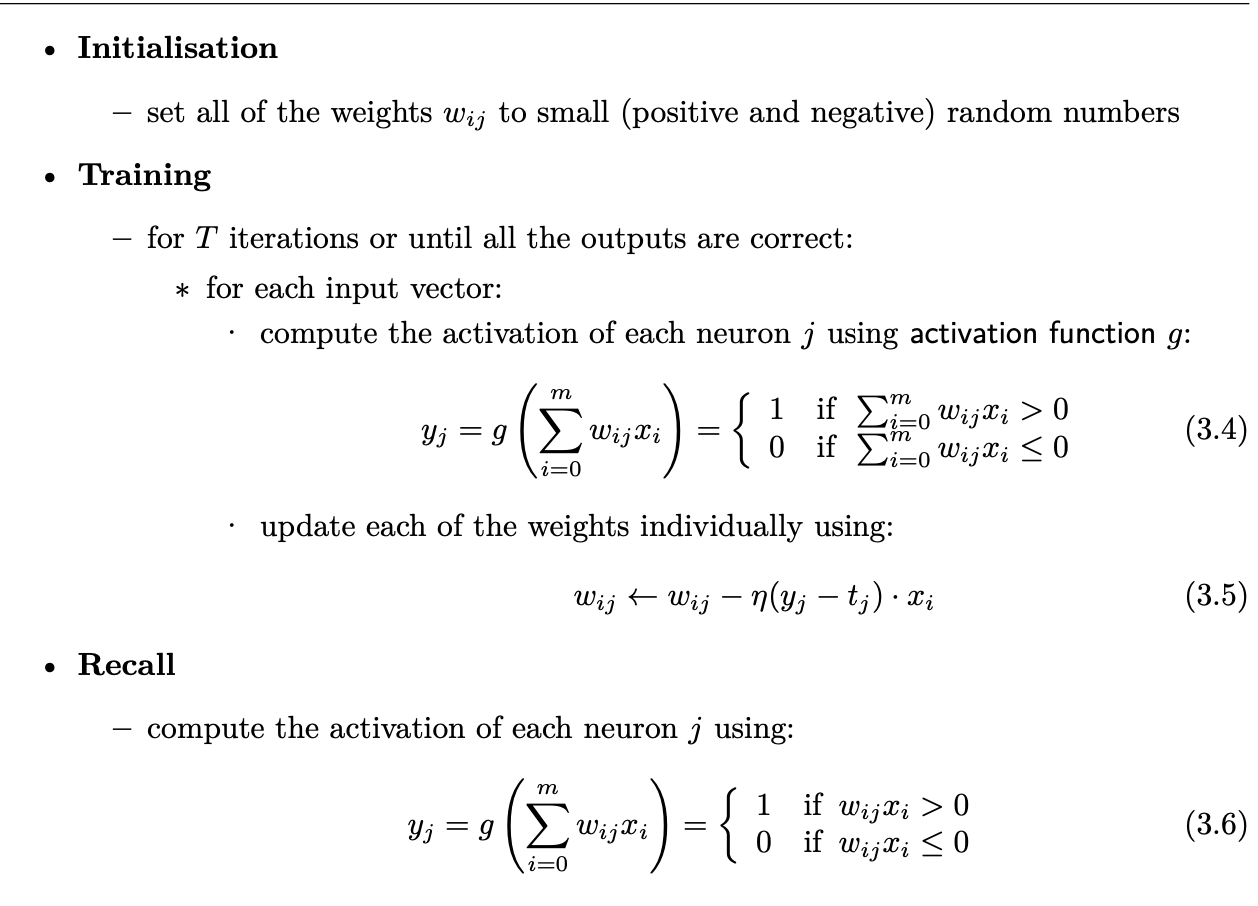 • Initialisation
– set all of the weights w_{ij} to small (positive and negative) random numbers
• Training
– for T iterations or until all the outputs are correct:
∗ for each input vector:
· compute the activation of each neuron j using activation function g:
y_j = g\left(\sum_{i=0}^{m} w_{ij}x_i\right) = \begin{cases} 1 & \text{if } \sum_{i=0}^{m} w_{ij}x_i > 0 \\ 0 & \text{if } \sum_{i=0}^{m} w_{ij}x_i \leq 0 \end{cases} (3.4)
· update each of the weights individually using:
w_{ij} \leftarrow w_{ij} - \eta(y_j - t_j) \cdot x_i (3.5)
• Recall
– compute the activation of each neuron j using:
y_j = g\left(\sum_{i=0}^{m} w_{ij}x_i\right) = \begin{cases} 1 & \text{if } w_{ij}x_i > 0 \\ 0 & \text{if } w_{ij}x_i \leq 0 \end{cases} (3.6)